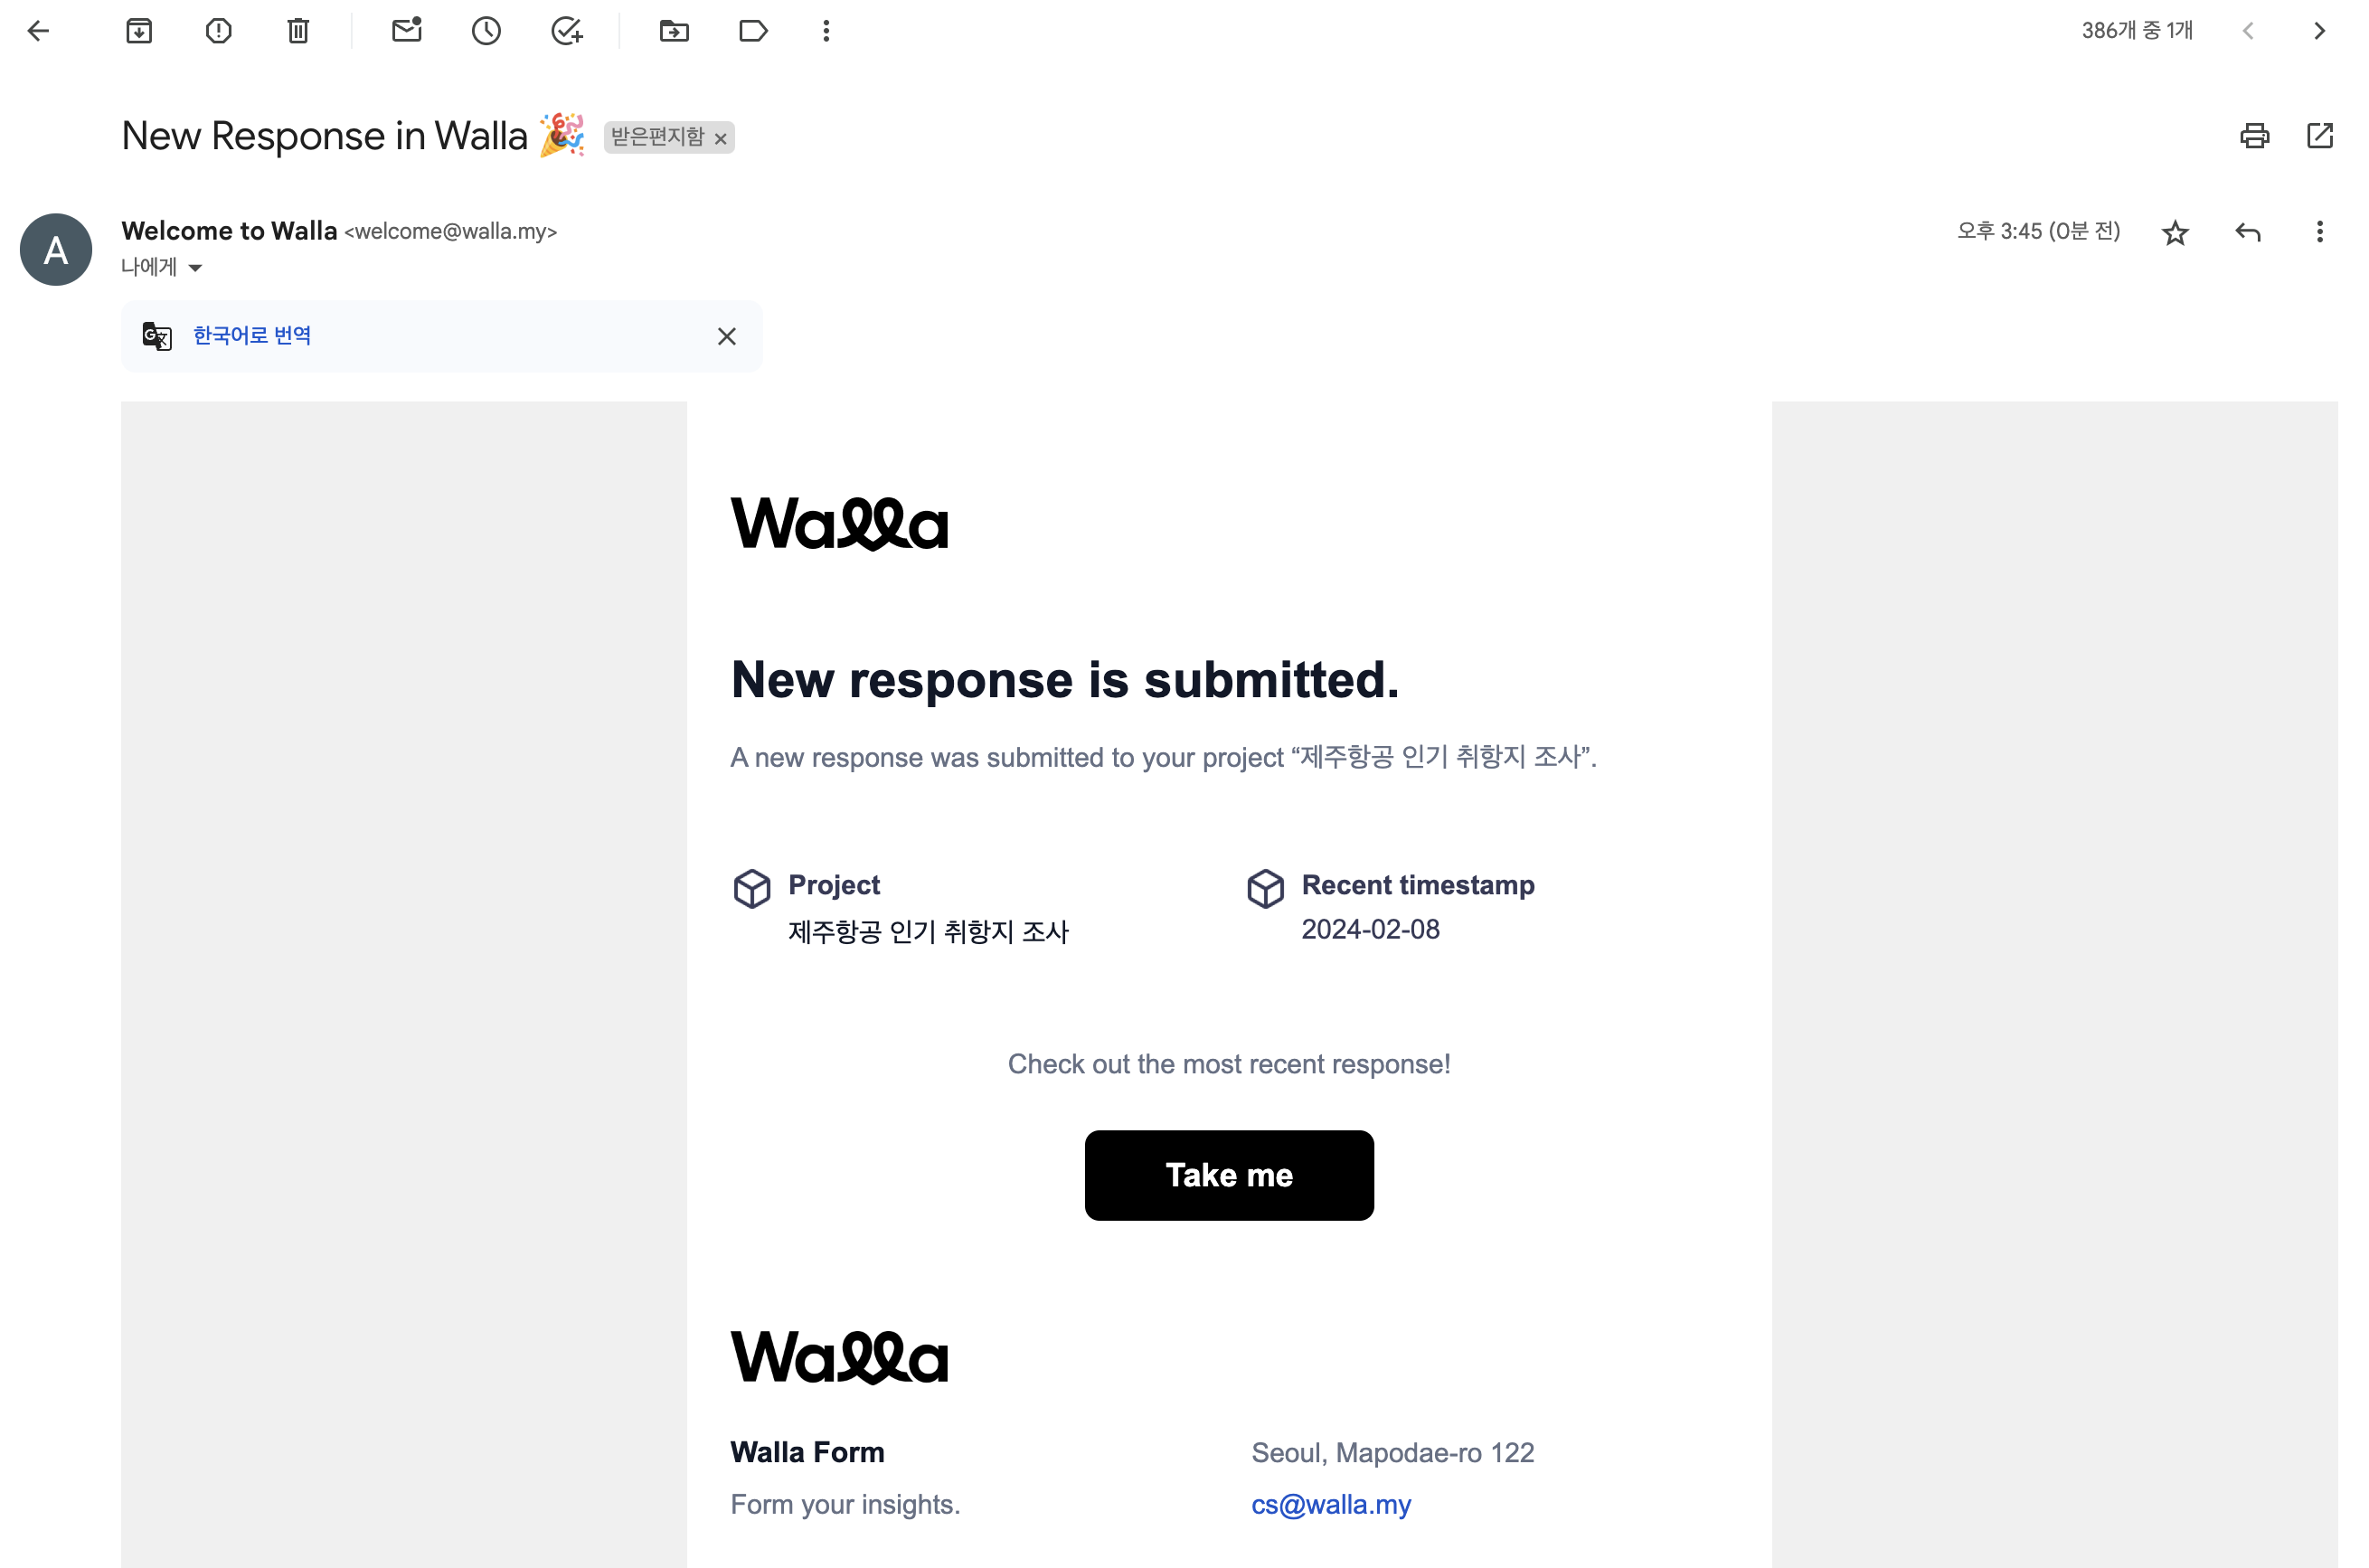 386개 중 1개
New Response in Walla 🎉 받은편지함 ×
Welcome to Walla <welcome@walla.my>
오후 3:45 (0분 전)
A
나에게
한국어로 번역
Walla
New response is submitted.
A new response was submitted to your project “제주항공 인기 취항지 조사”.
Project
제주항공 인기 취항지 조사
Recent timestamp
2024-02-08
Check out the most recent response!
Take me
Walla
Walla Form
Seoul, Mapodae-ro 122
Form your insights.
cs@walla.my